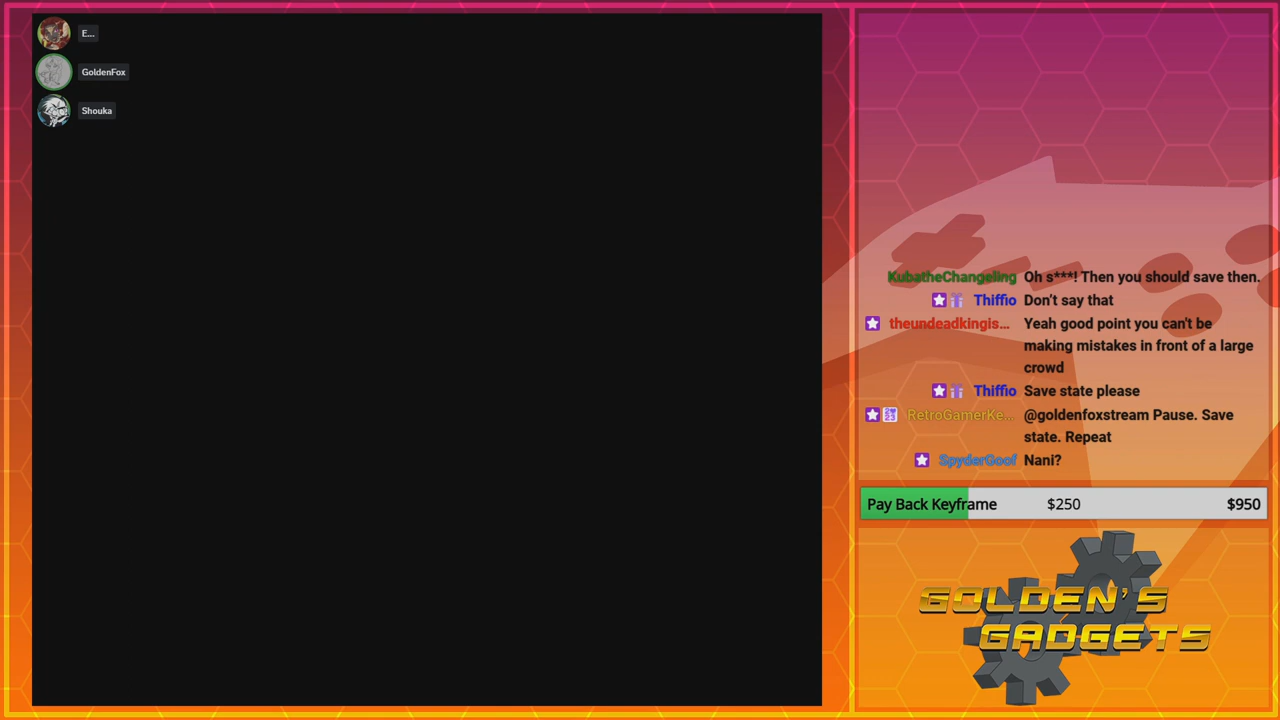 E...
GoldenFox
Shouka
KubatheChangeling Oh s***! Then you should save then.
Thiffio Don't say that
theundeadkingis... Yeah good point you can't be
making mistakes in front of a large
crowd
Thiffio Save state please
RetroGamerKe... @goldenfoxstream Pause. Save
state. Repeat
SpyderGoof Nani?
Pay Back Keyframe $250 $950
GOLDEN'S
GADGETS